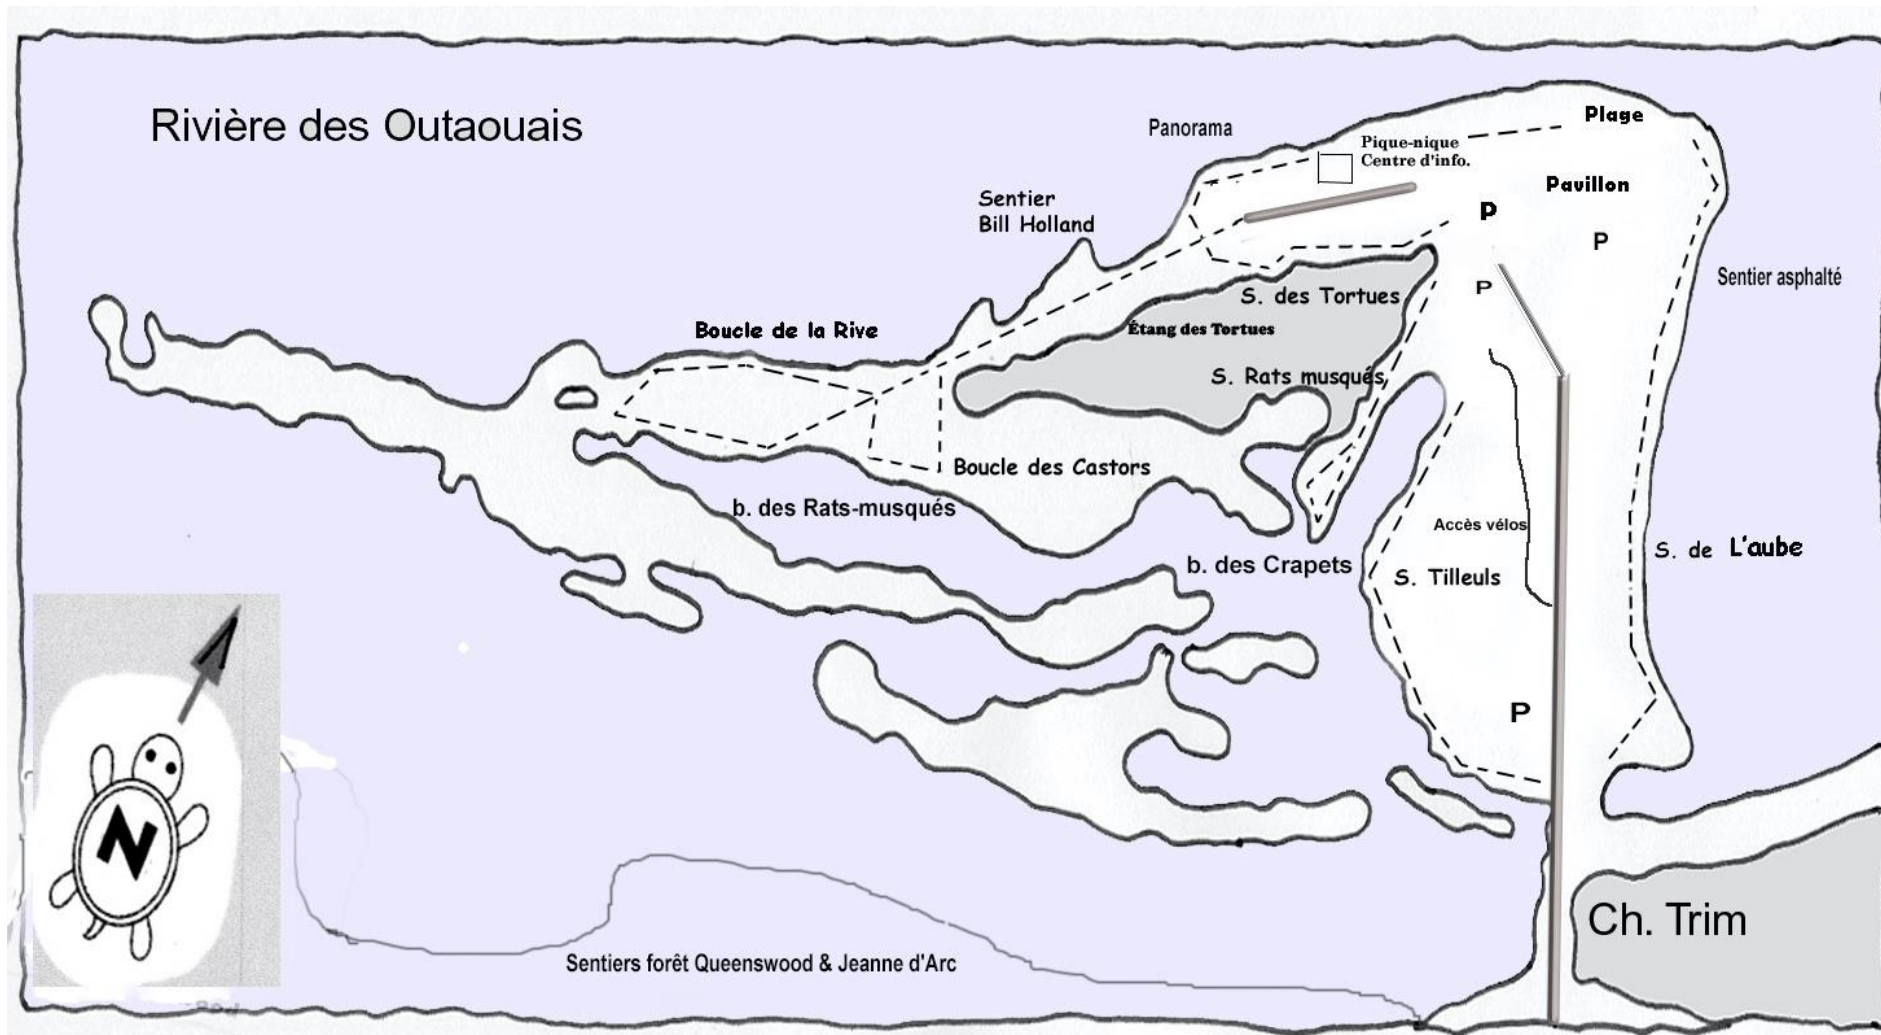 Rivière des Outaouais
Panorama
Plage
Pique-nique
Centre d'info.
Pavillon
Sentier
Bill Holland
P
P
Sentier asphalté
P
S. des Tortues
Étang des Tortues
Boucle de la Rive
S. Rats musqués
Boucle des Castors
b. des Rats-musqués
Accès vélos
S. de L'aube
b. des Crapets
S. Tilleuls
P
N
Ch. Trim
Sentiers forêt Queenswood & Jeanne d'Arc